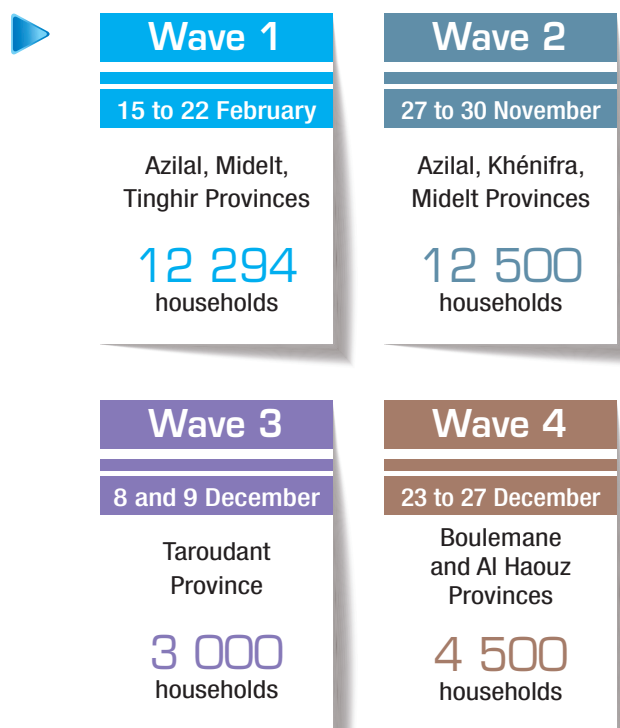 Wave 1
15 to 22 February
Azilal, Midelt,
Tinghir Provinces
12 294
households
Wave 2
27 to 30 November
Azilal, Khénifra,
Midelt Provinces
12 500
households
Wave 3
8 and 9 December
Taroudant
Province
3 000
households
Wave 4
23 to 27 December
Boulemane
and Al Haouz
Provinces
4 500
households